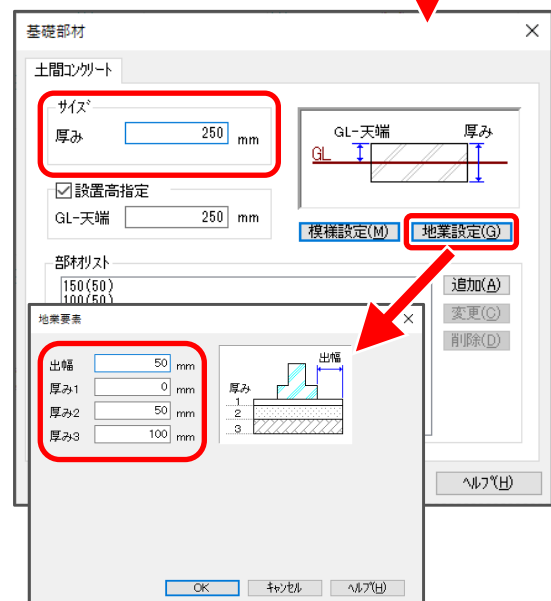 基礎部材
土間ｺﾝｸﾘｰﾄ
ｻｲｽﾞ
厚み 250 mm
GL-天端 厚み
GL
設置高指定
GL-天端 250 mm
模様設定(M) 地業設定(G)
部材ﾘｽﾄ
150(50)
100(50)
追加(A)
変更(C)
削除(D)
ﾍﾙﾌﾟ(H)
地業要素
出幅 50 mm
厚み1 0 mm
厚み2 50 mm
厚み3 100 mm
出幅
厚み
1
2
3
OK ｷｬﾝｾﾙ ﾍﾙﾌﾟ(H)